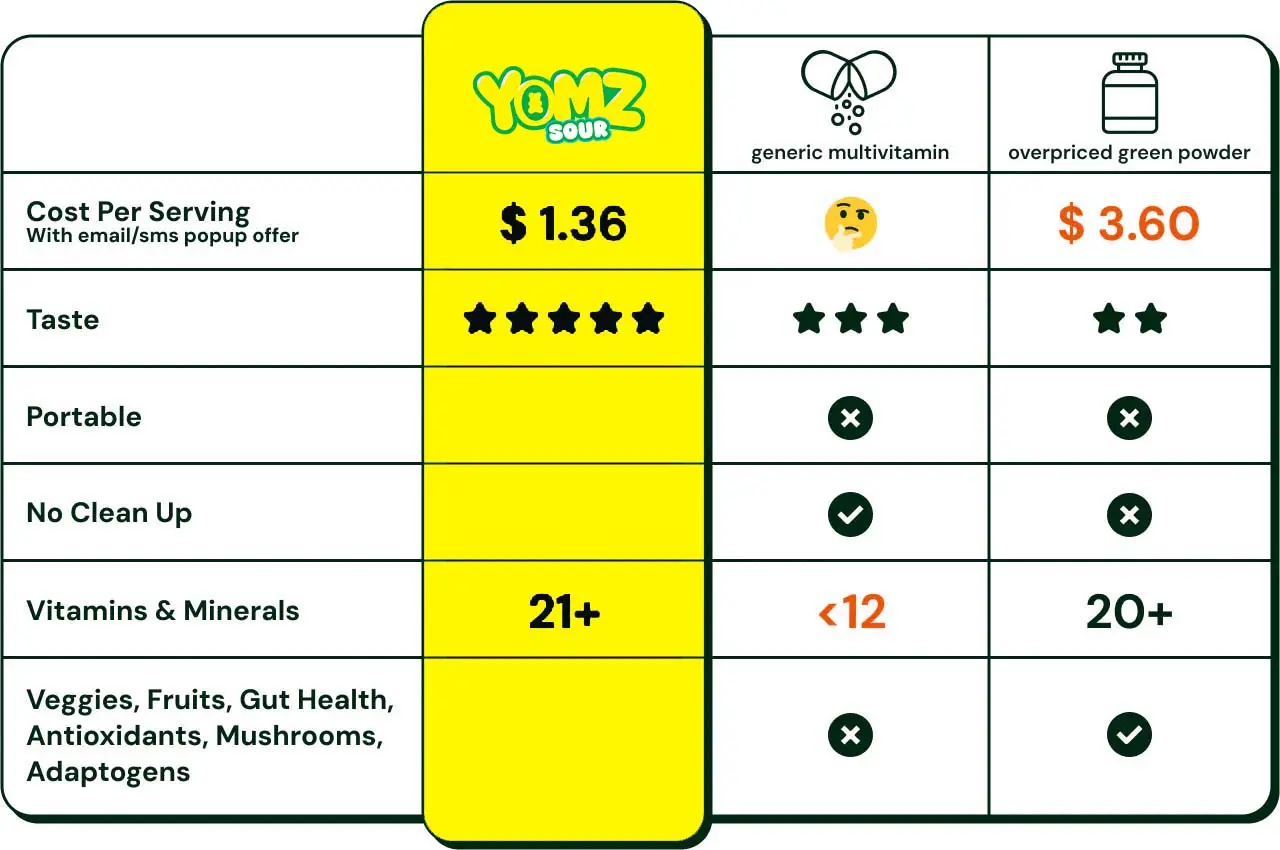 YOMZ
SOUR
generic multivitamin
overpriced green powder
Cost Per Serving
With email/sms popup offer
$ 1.36
$ 3.60
Taste
Portable
No Clean Up
Vitamins & Minerals
21+
<12
20+
Veggies, Fruits, Gut Health,
Antioxidants, Mushrooms,
Adaptogens